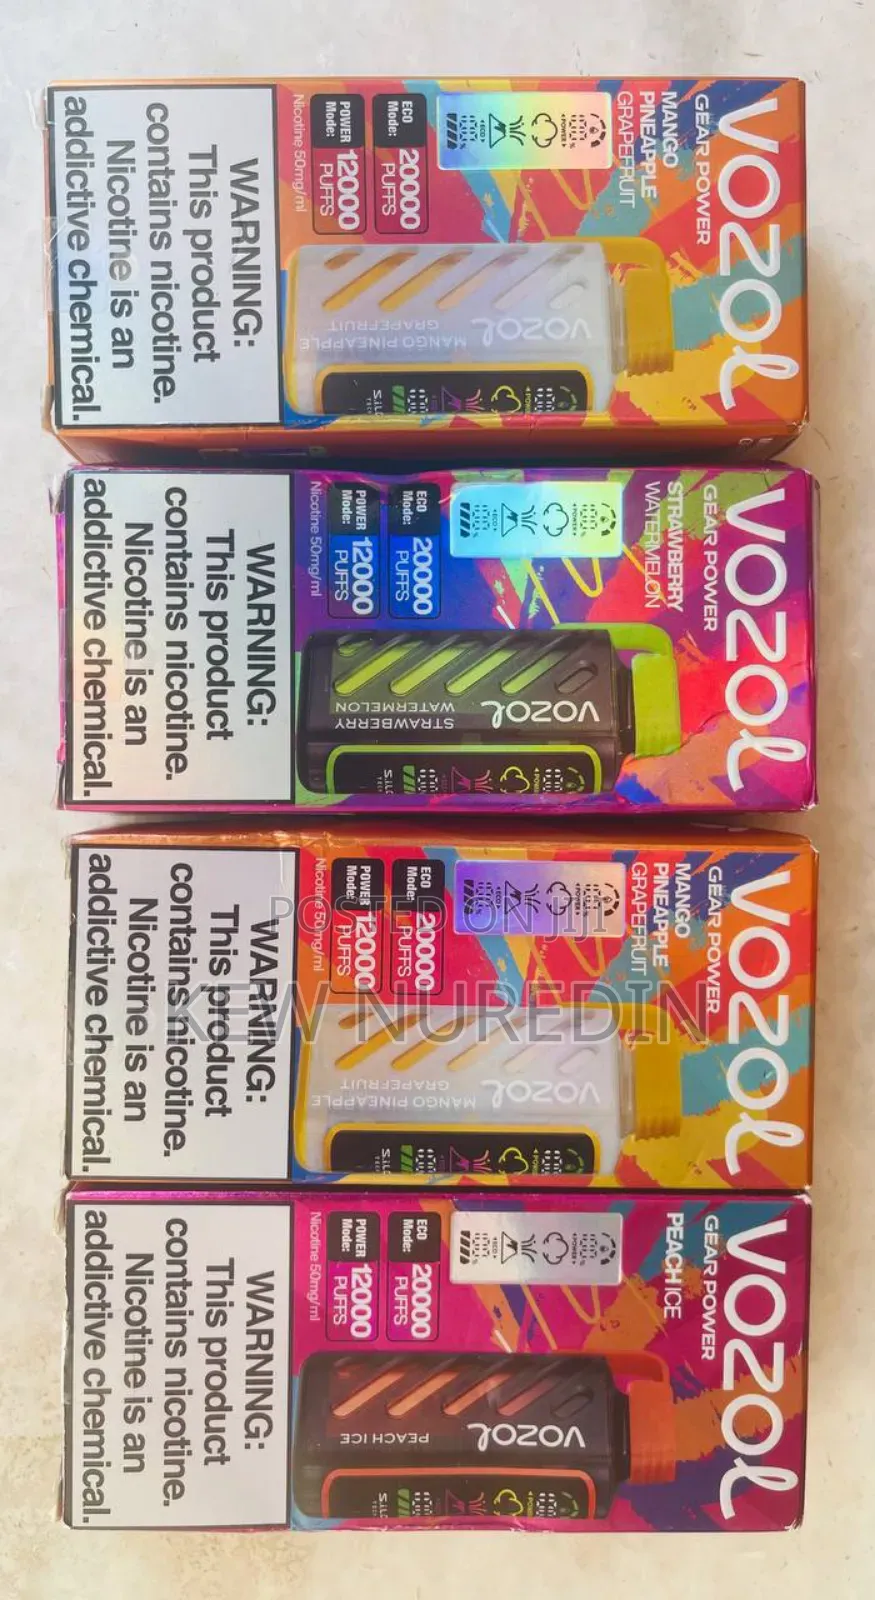 VOZOL
GEAR POWER
MANGO
PINEAPPLE
GRAPEFRUIT
ECO
Mode:
20000
PUFFS
POWER
Mode:
12000
PUFFS
Nicotine 50mg/ml
VOZOL
MANGO PINEAPPLE
GRAPEFRUIT
WARNING:
This product
contains nicotine.
Nicotine is an
addictive chemical.
VOZOL
GEAR POWER
STRAWBERRY
WATERMELON
ECO
Mode:
20000
PUFFS
POWER
Mode:
12000
PUFFS
Nicotine 50mg/ml
VOZOL
STRAWBERRY
WATERMELON
WARNING:
This product
contains nicotine.
Nicotine is an
addictive chemical.
VOZOL
GEAR POWER
MANGO
PINEAPPLE
GRAPEFRUIT
ECO
Mode:
20000
PUFFS
POWER
Mode:
12000
PUFFS
Nicotine 50mg/ml
VOZOL
MANGO PINEAPPLE
GRAPEFRUIT
WARNING:
This product
contains nicotine.
Nicotine is an
addictive chemical.
POSTED ON JIJI
KEW NUREDIN
VOZOL
GEAR POWER
PEACH ICE
ECO
Mode:
20000
PUFFS
POWER
Mode:
12000
PUFFS
Nicotine 50mg/ml
VOZOL
PEACH ICE
WARNING:
This product
contains nicotine.
Nicotine is an
addictive chemical.